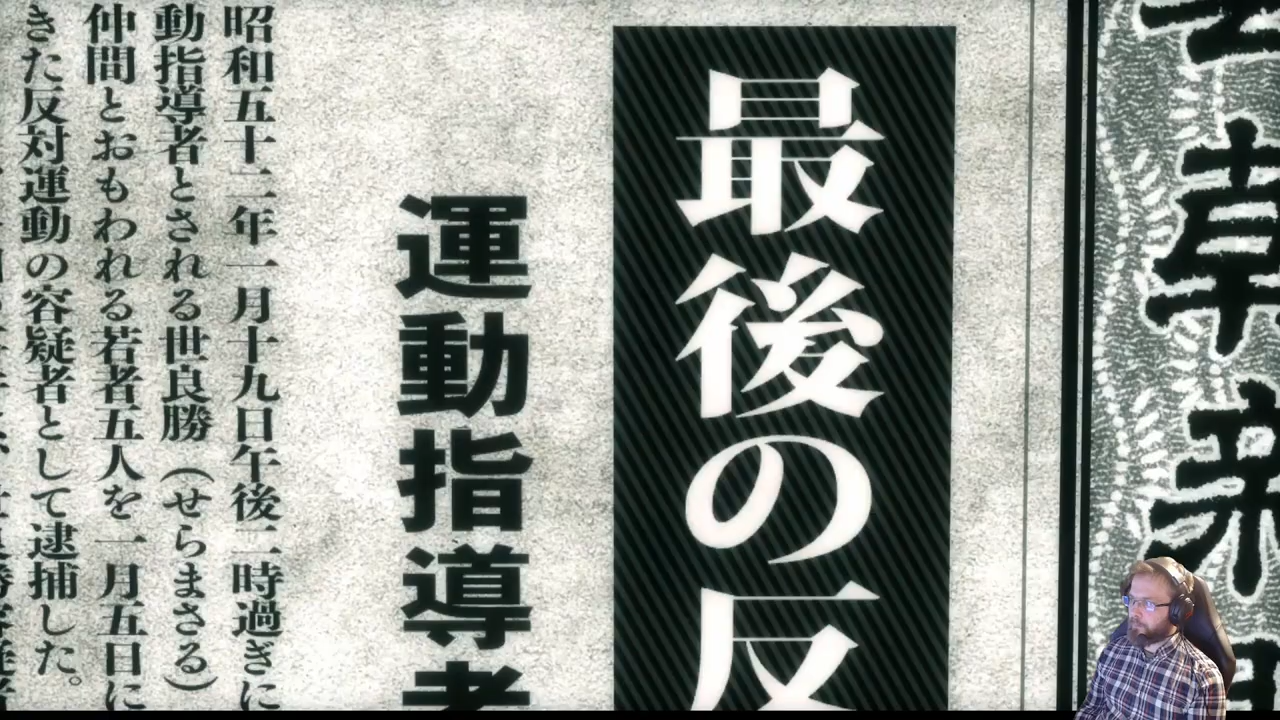 草
最後の反
運動指導者
昭和五十二年一月十九日午後二時過ぎに
動指導者とされる世良勝（せらまさる）
仲間とおもわれる若者五人を一月五日に
きた反対運動の容疑者として逮捕した。